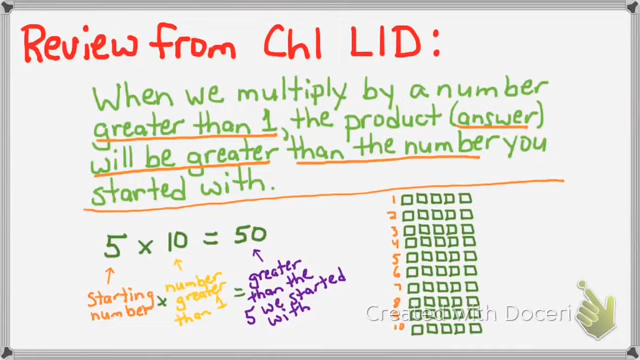 Review from Ch1 L1D:
When we multiply by a number
greater than 1, the product (answer)
will be greater than the number you
started with.
5 × 10 = 50
starting
number
×
number
greater
than 1
=
greater
than the
5 we started
with
1
2
3
4
5
6
7
8
9
10
Created with Doceri